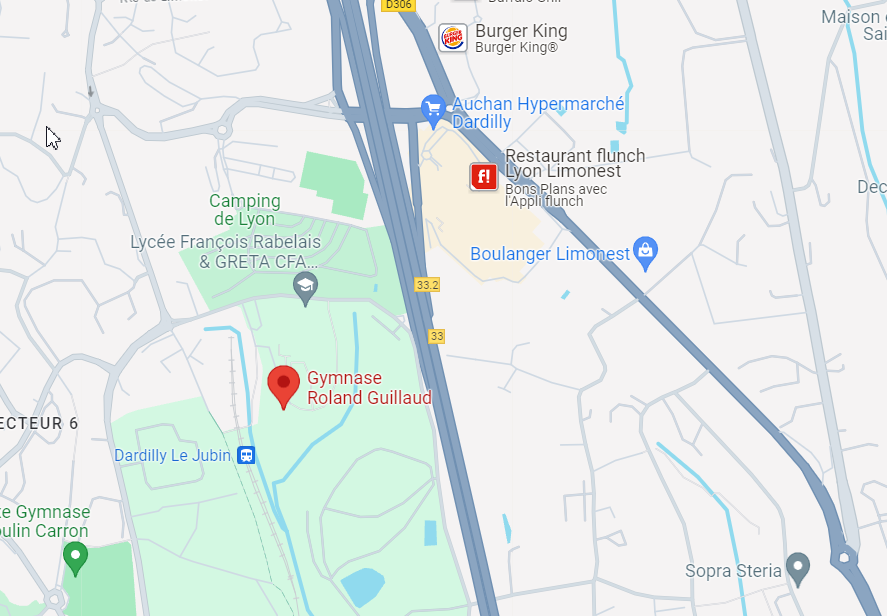 D306
Burger King
Burger King®
Maison
Auchan Hypermarché
Dardilly
Restaurant flunch
Lyon Limonest
Bons Plans avec
l'Appli flunch
f!
Camping
de Lyon
Lycée François Rabelais
& GRETA CFA...
Boulanger Limonest
33.2
33
Gymnase
Roland Guillaud
ECTEUR 6
Dardilly Le Jubin
Gymnase
oulin Carron
Sopra Steria